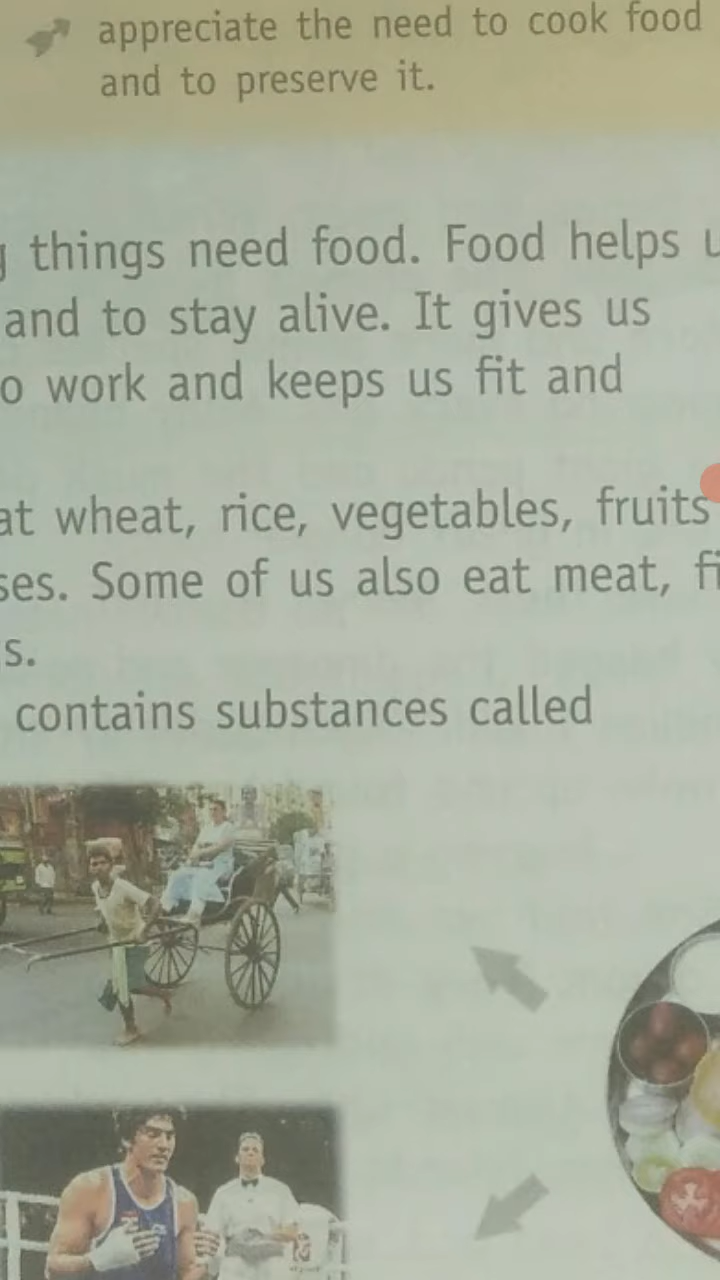 appreciate the need to cook food
and to preserve it.
things need food. Food helps
and to stay alive. It gives us
work and keeps us fit and
wheat, rice, vegetables, fruits
Some of us also eat meat,
contains substances called